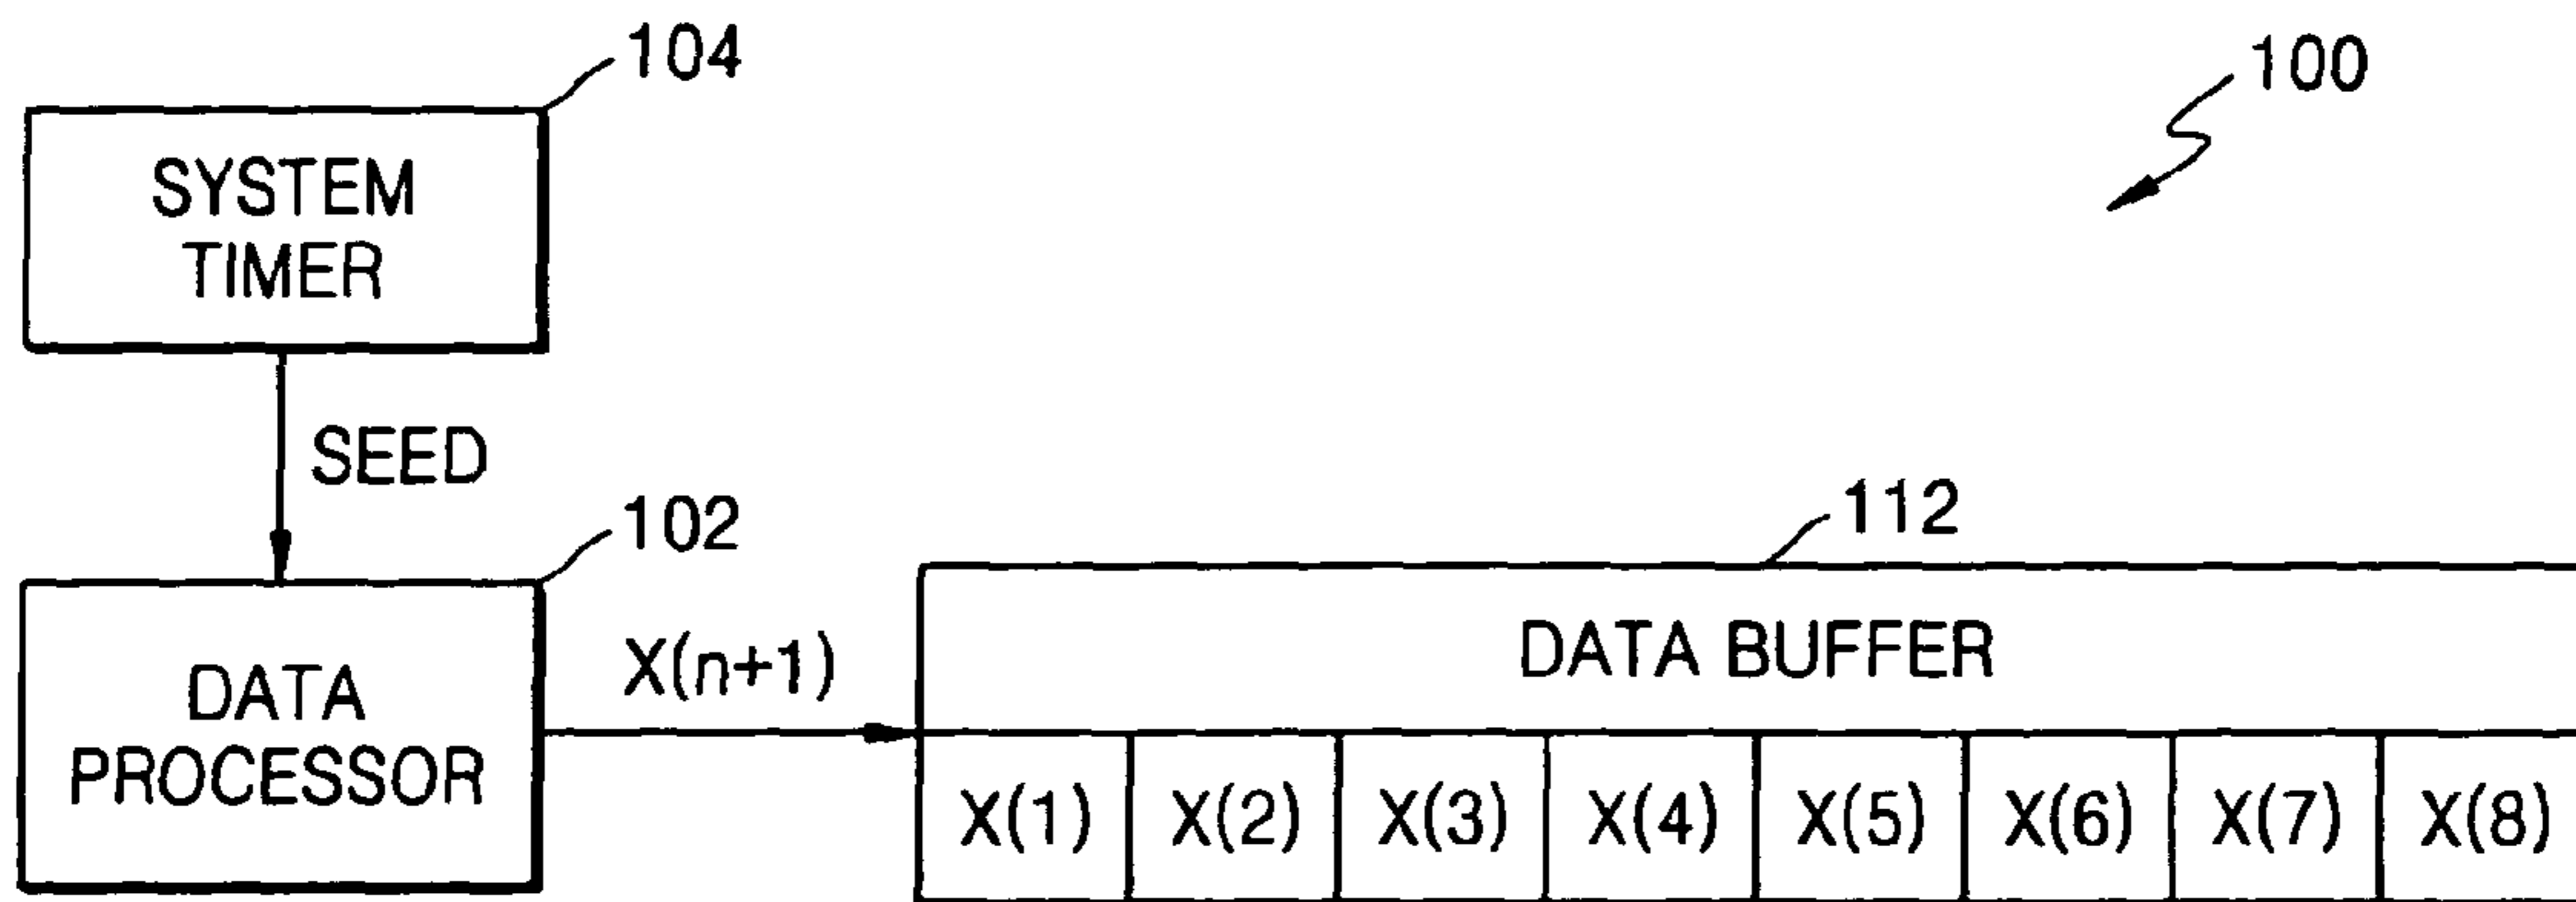 104
100
SYSTEM
TIMER
SEED
102
112
DATA
PROCESSOR
X(n+1)
DATA BUFFER
X(1) X(2) X(3) X(4) X(5) X(6) X(7) X(8)